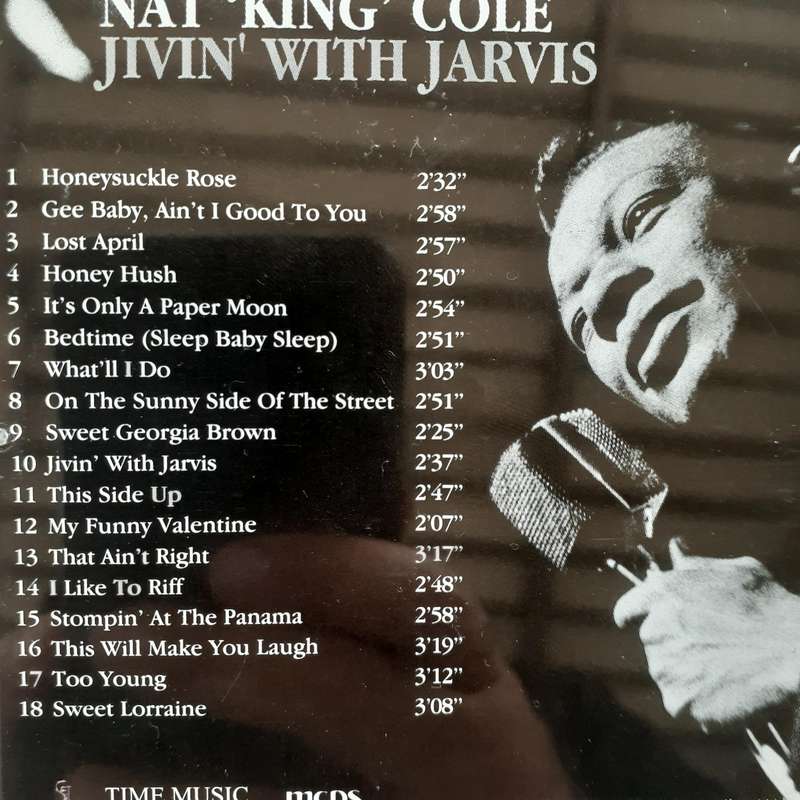 NAT 'KING' COLE
JIVIN' WITH JARVIS
1 Honeysuckle Rose 2'32"
2 Gee Baby, Ain't I Good To You 2'58"
3 Lost April 2'57"
4 Honey Hush 2'50"
5 It's Only A Paper Moon 2'54"
6 Bedtime (Sleep Baby Sleep) 2'51"
7 What'll I Do 3'03"
8 On The Sunny Side Of The Street 2'51"
9 Sweet Georgia Brown 2'25"
10 Jivin' With Jarvis 2'37"
11 This Side Up 2'47"
12 My Funny Valentine 2'07"
13 That Ain't Right 3'17"
14 I Like To Riff 2'48"
15 Stompin' At The Panama 2'58"
16 This Will Make You Laugh 3'19"
17 Too Young 3'12"
18 Sweet Lorraine 3'08"
TIME MUSIC mcps